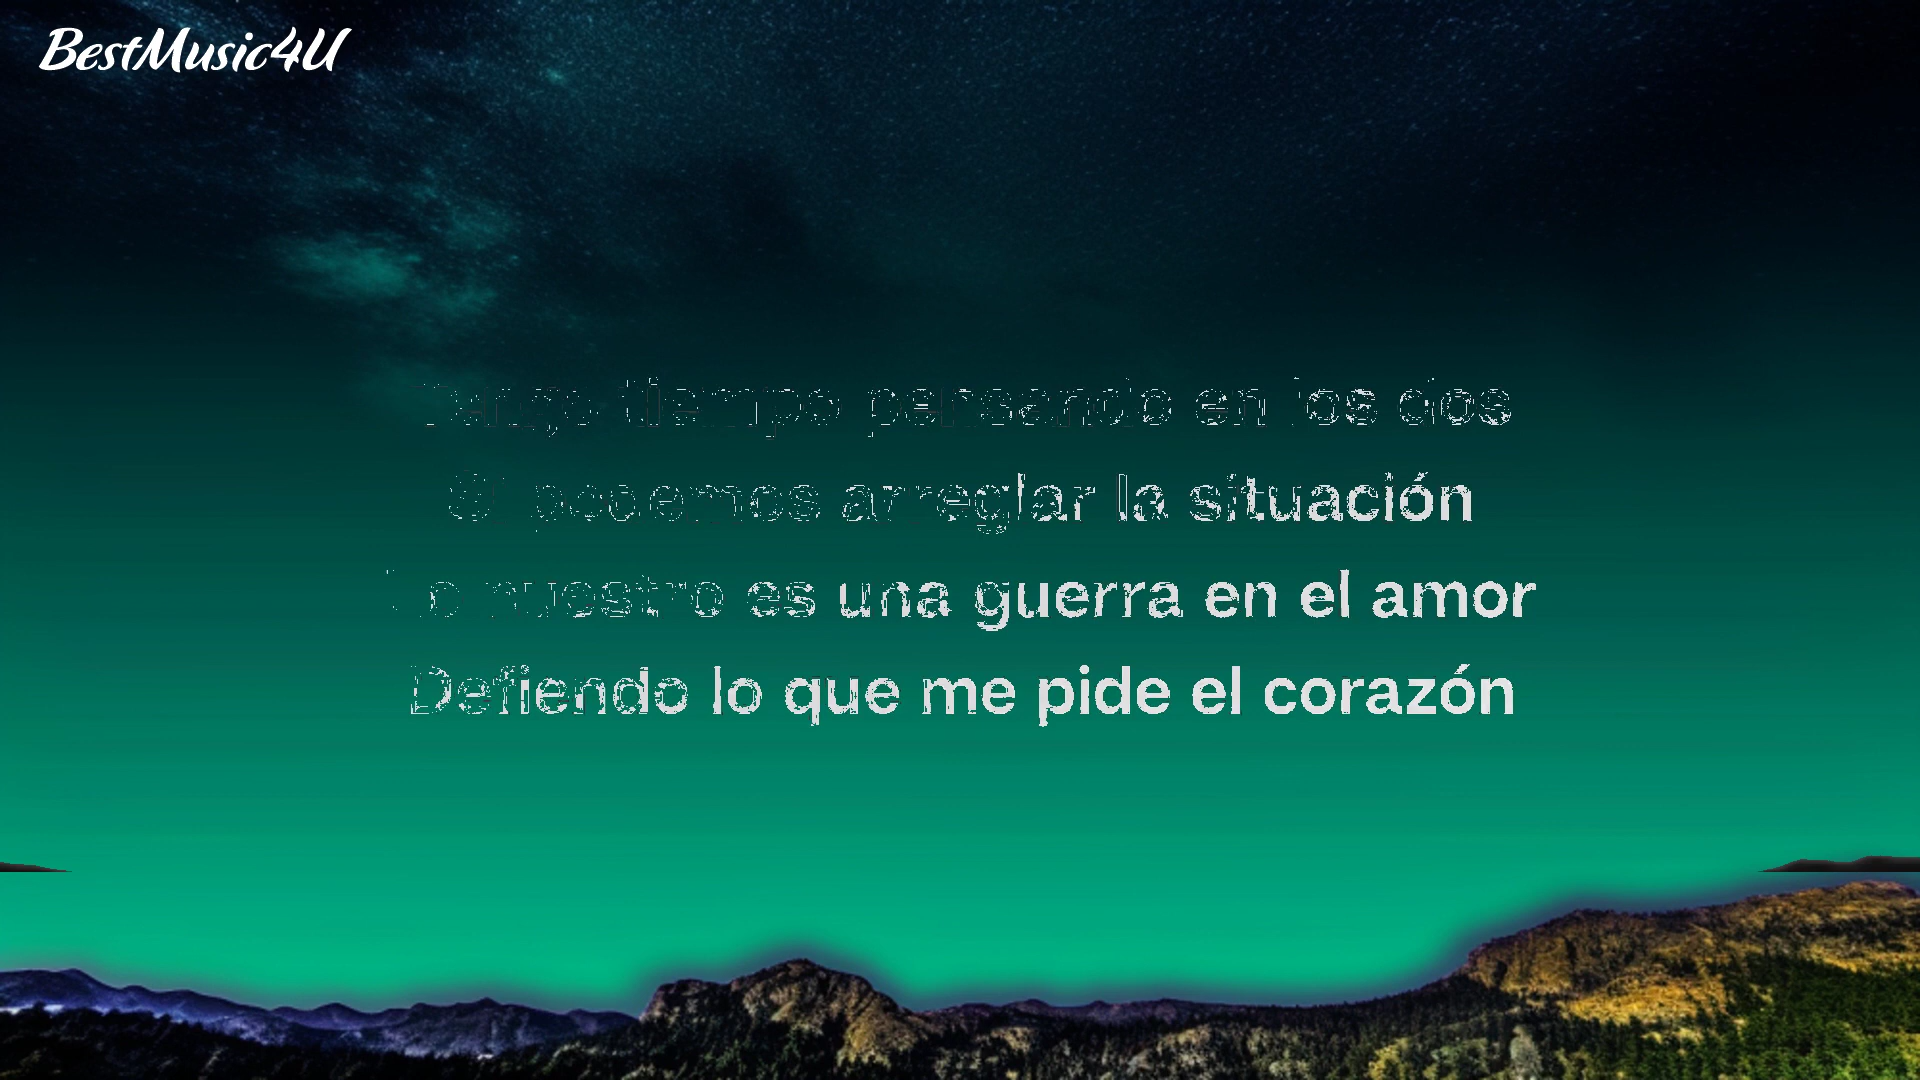 BestMusic4U
Tengo tiempo pensando en los dos
Si podemos arreglar la situación
Lo nuestro es una guerra en el amor
Defiendo lo que me pide el corazón